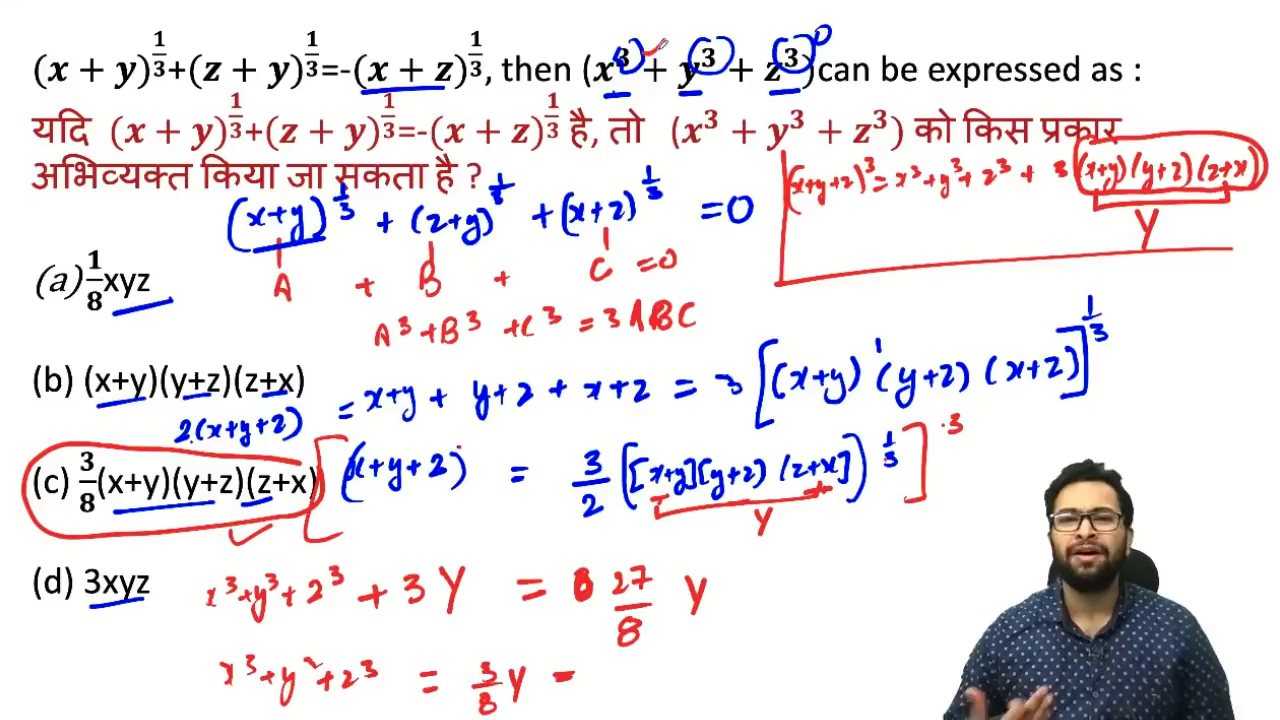 (x + y)^{1/3}+(z + y)^{1/3}=-(x + z)^{1/3}, then (x³ + y³ + z³) can be expressed as :
यदि (x + y)^{1/3}+(z + y)^{1/3}=-(x + z)^{1/3} है, तो (x³ + y³ + z³) को किस प्रकार
अभिव्यक्त किया जा सकता है ?
(x+y+z)³ = x³+y³+z³ + 3 (x+y)(y+z)(z+x)
Y
(x+y)^{1/3} + (z+y)^{1/3} + (x+z)^{1/3} = 0
A + B + C = 0
(a) 1/8 xyz
A³ + B³ + C³ = 3ABC
(b) (x+y)(y+z)(z+x)
= x+y + y+z + x+z = 3 [(x+y)¹ (y+z) (x+z)]^{1/3}
2(x+y+z)
(c) 3/8 (x+y)(y+z)(z+x)
[(x+y+z) = 3/2 ([x+y][y+z) (z+x])^{1/3}]³
Y
(d) 3xyz
x³+y³+z³ + 3Y = 27/8 Y
x³+y²+z³ = 3/8 Y =